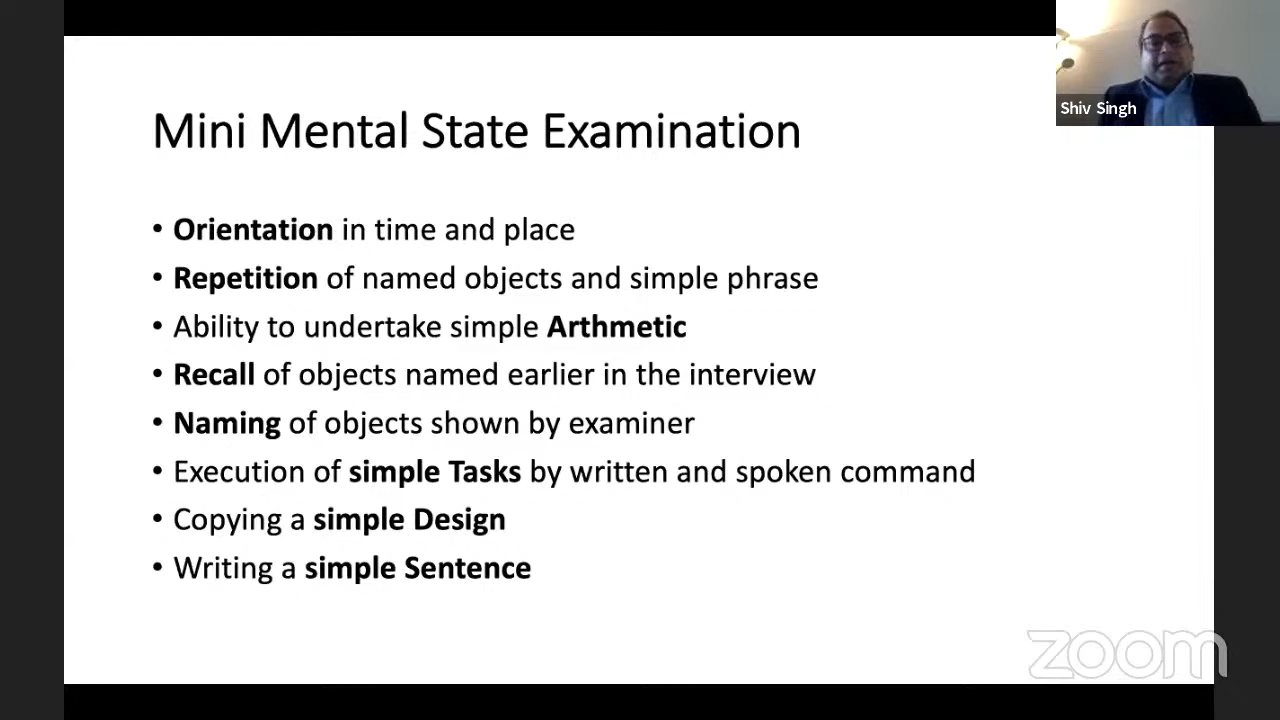 Mini Mental State Examination
Shiv Singh
• Orientation in time and place
• Repetition of named objects and simple phrase
• Ability to undertake simple Arthmetic
• Recall of objects named earlier in the interview
• Naming of objects shown by examiner
• Execution of simple Tasks by written and spoken command
• Copying a simple Design
• Writing a simple Sentence
zoom